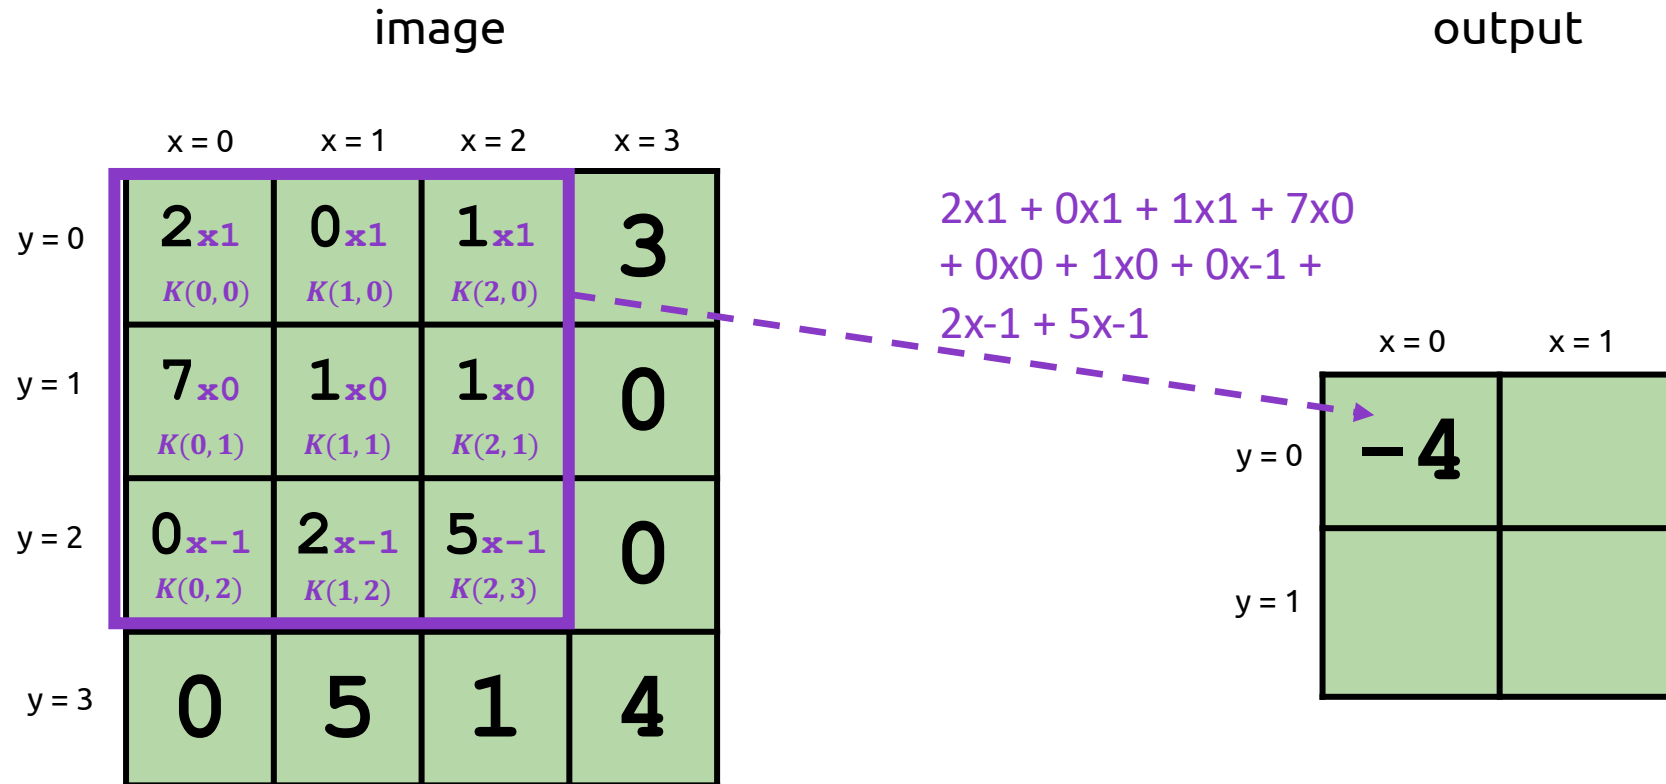 image
output
x = 0 x = 1 x = 2 x = 3
y = 0 2x1 0x1 1x1 3
K(0,0) K(1,0) K(2,0)
y = 1 7x0 1x0 1x0 0
K(0,1) K(1,1) K(2,1)
y = 2 0x-1 2x-1 5x-1 0
K(0,2) K(1,2) K(2,3)
y = 3 0 5 1 4
2x1 + 0x1 + 1x1 + 7x0
+ 0x0 + 1x0 + 0x-1 +
2x-1 + 5x-1
x = 0 x = 1
y = 0 -4
y = 1